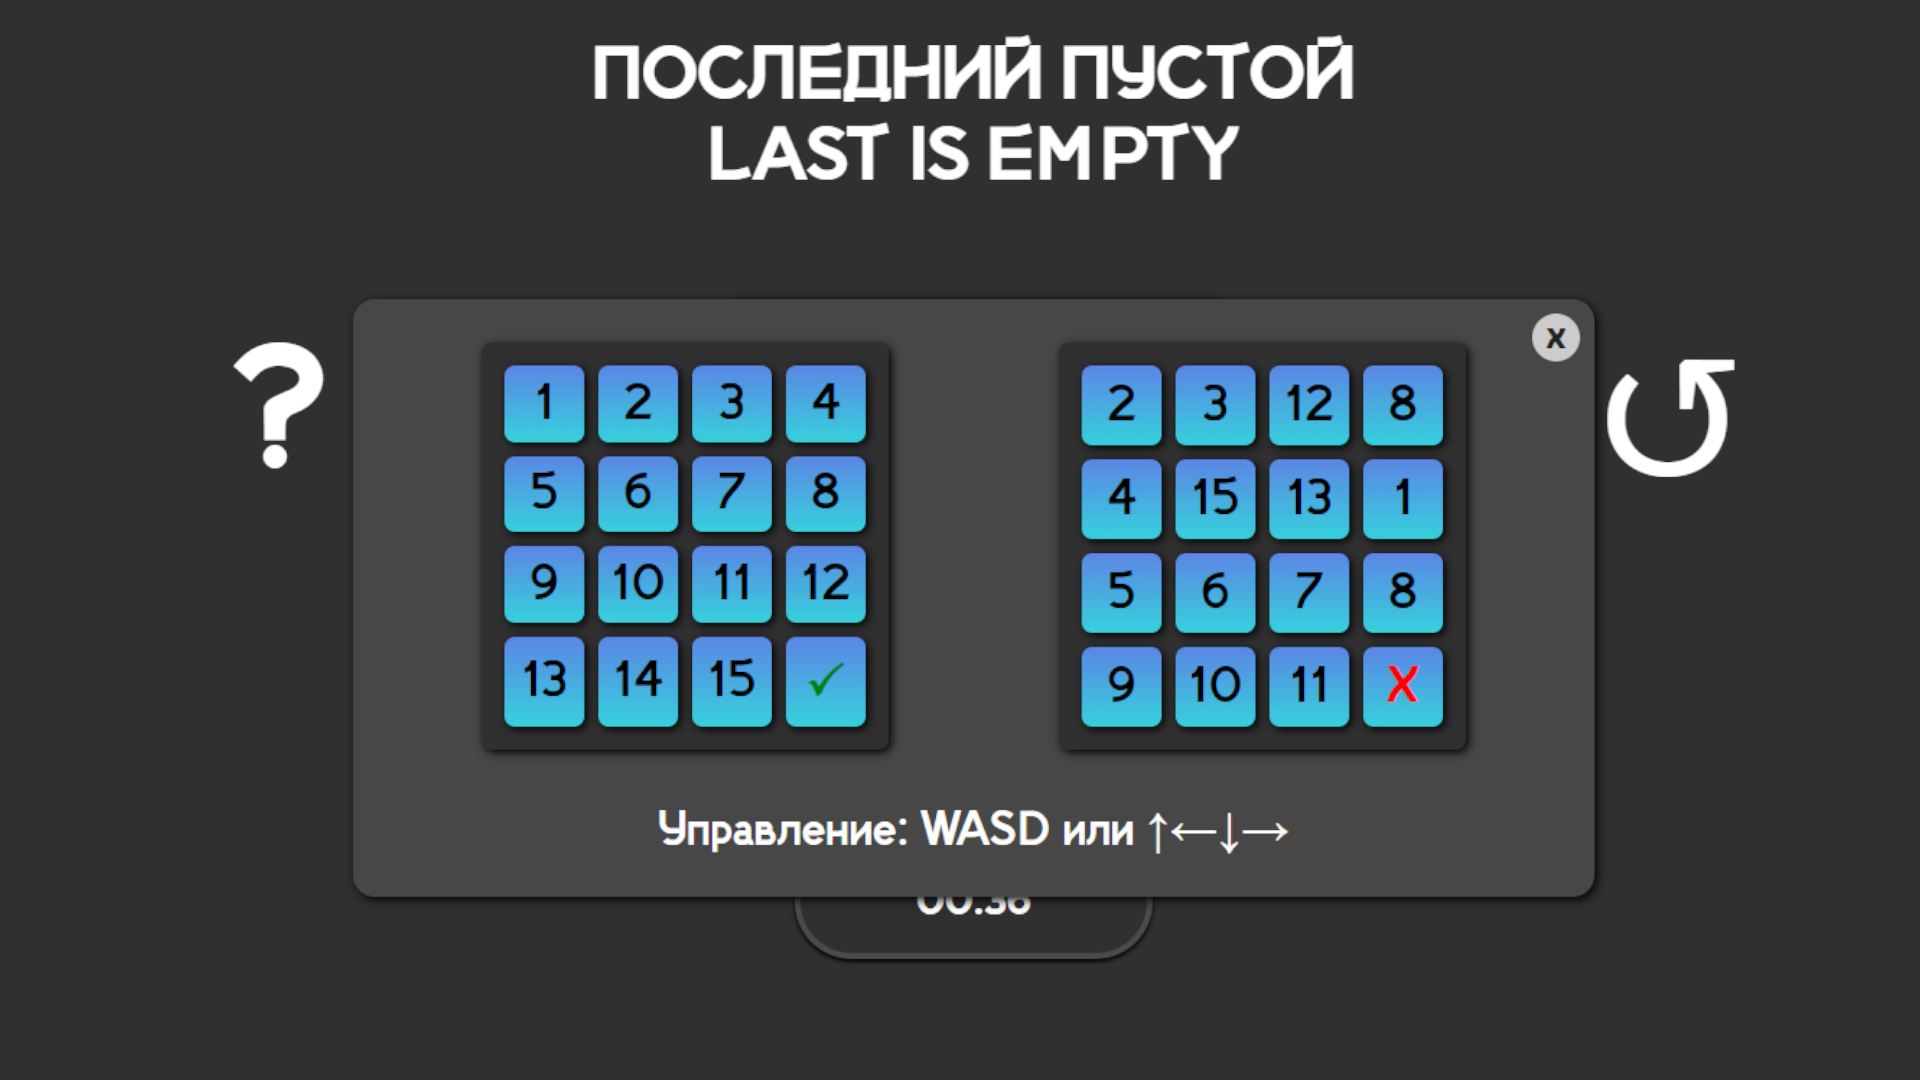 ПОСЛЕДНИЙ ПУСТОЙ
LAST IS EMPTY
?
x
1 2 3 4
5 6 7 8
9 10 11 12
13 14 15 ✓
2 3 12 8
4 15 13 1
5 6 7 8
9 10 11 X
Управление: WASD или ↑←↓→
00:36